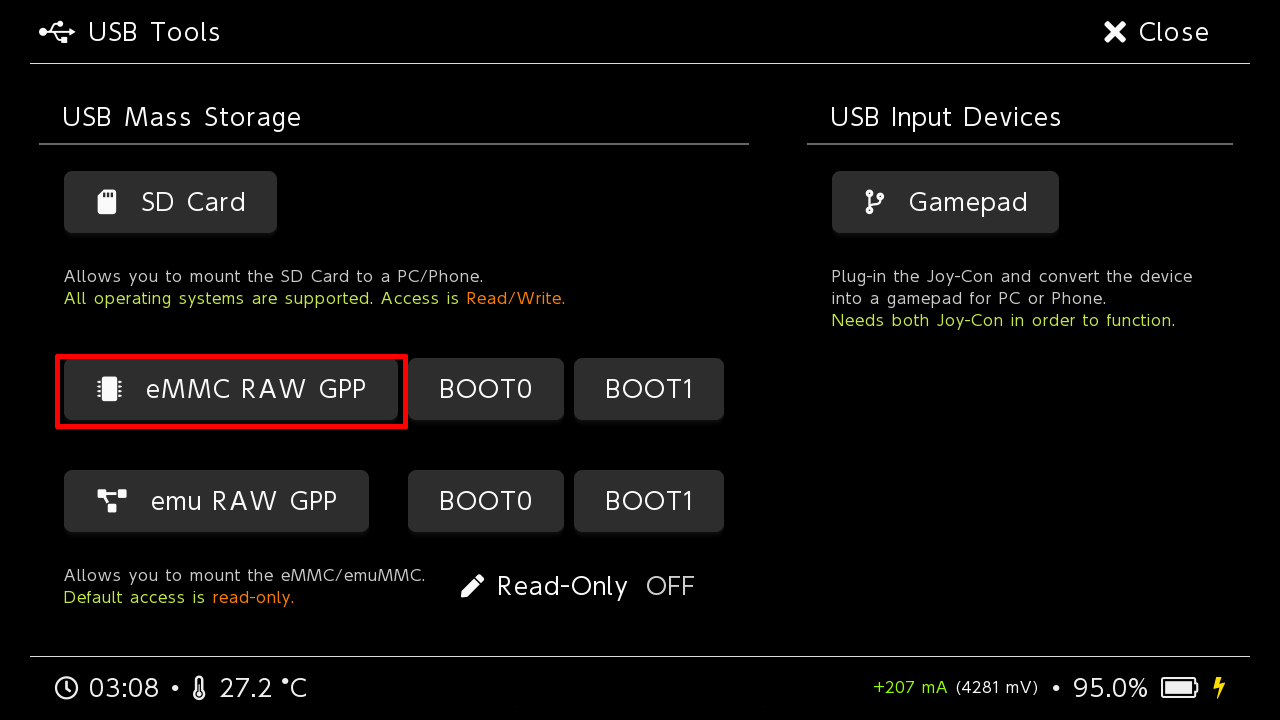 USB Tools
Close
USB Mass Storage
USB Input Devices
SD Card
Gamepad
Allows you to mount the SD Card to a PC/Phone.
All operating systems are supported. Access is Read/Write.
Plug-in the Joy-Con and convert the device
into a gamepad for PC or Phone.
Needs both Joy-Con in order to function.
eMMC RAW GPP
BOOT0
BOOT1
emu RAW GPP
BOOT0
BOOT1
Allows you to mount the eMMC/emuMMC.
Default access is read-only.
Read-Only OFF
03:08 • 27.2 °C
+207 mA (4281 mV) • 95.0%